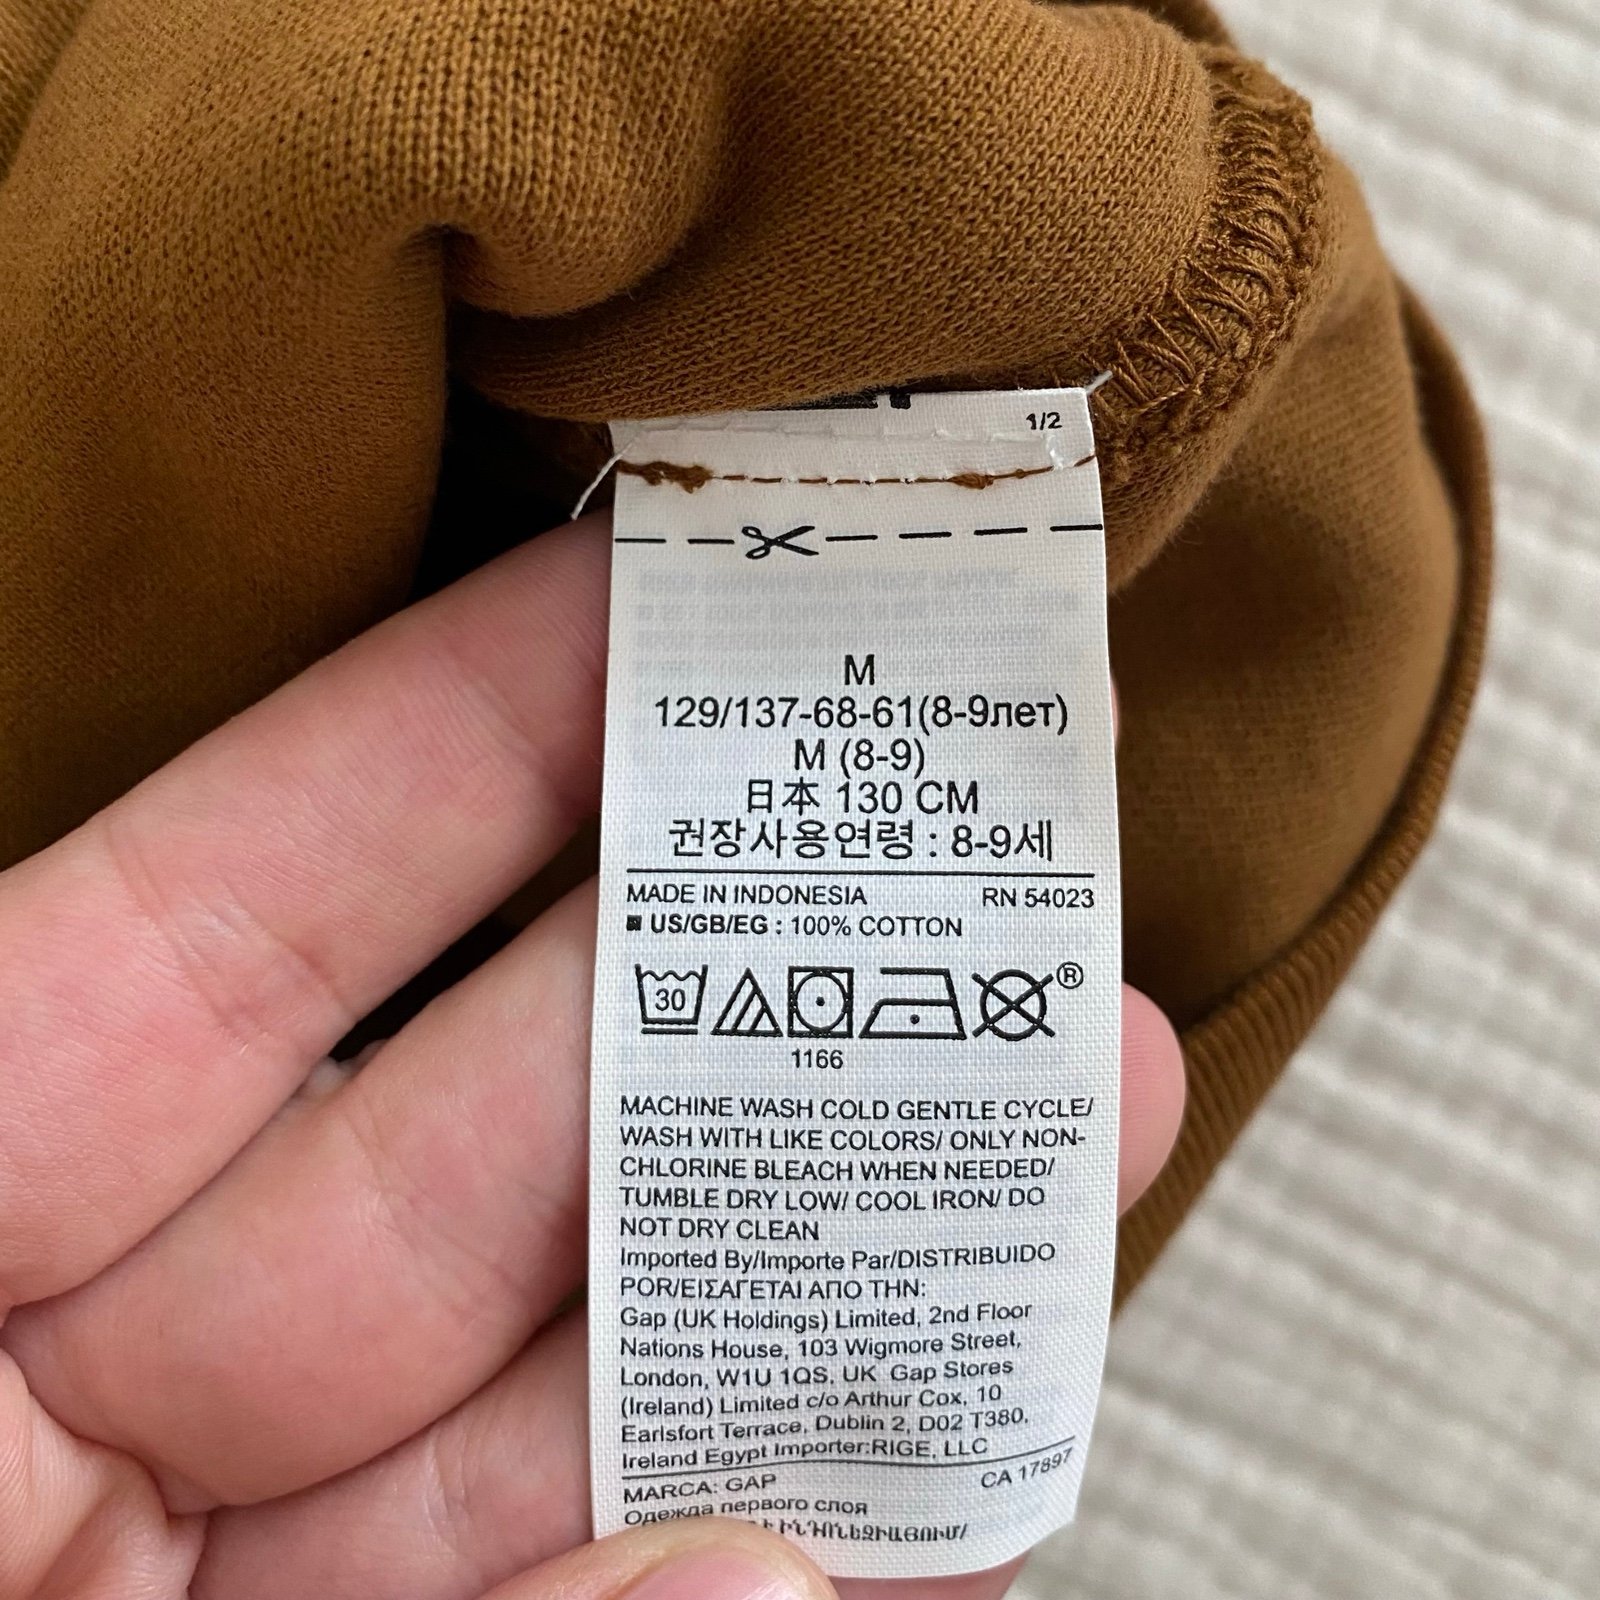 1/2
M
129/137-68-61(8-9лет)
M (8-9)
日本 130 CM
권장사용연령 : 8-9세
MADE IN INDONESIA RN 54023
US/GB/EG : 100% COTTON
30
®
1166
MACHINE WASH COLD GENTLE CYCLE/
WASH WITH LIKE COLORS/ ONLY NON-
CHLORINE BLEACH WHEN NEEDED/
TUMBLE DRY LOW/ COOL IRON/ DO
NOT DRY CLEAN
Imported By/Importe Par/DISTRIBUIDO
POR/ΕΙΣΑΓΕΤΑΙ ΑΠΟ ΤΗΝ:
Gap (UK Holdings) Limited, 2nd Floor
Nations House, 103 Wigmore Street,
London, W1U 1QS, UK Gap Stores
(Ireland) Limited c/o Arthur Cox, 10
Earlsfort Terrace, Dublin 2, D02 T380,
Ireland Egypt Importer:RIGE, LLC
MARCA: GAP CA 17897
Одежда первого слоя